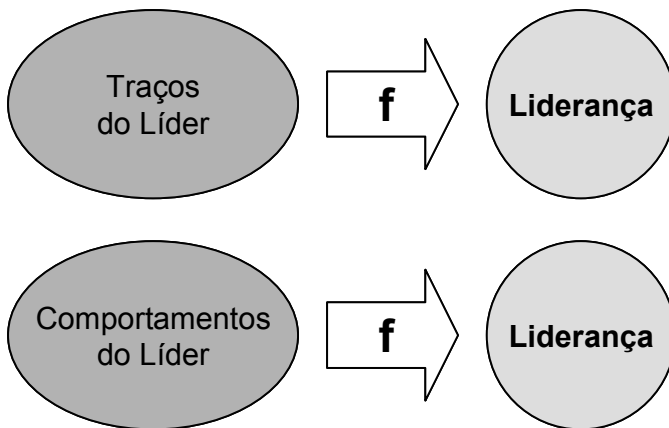 Traços
do Líder
f
Liderança
Comportamentos
do Líder
f
Liderança